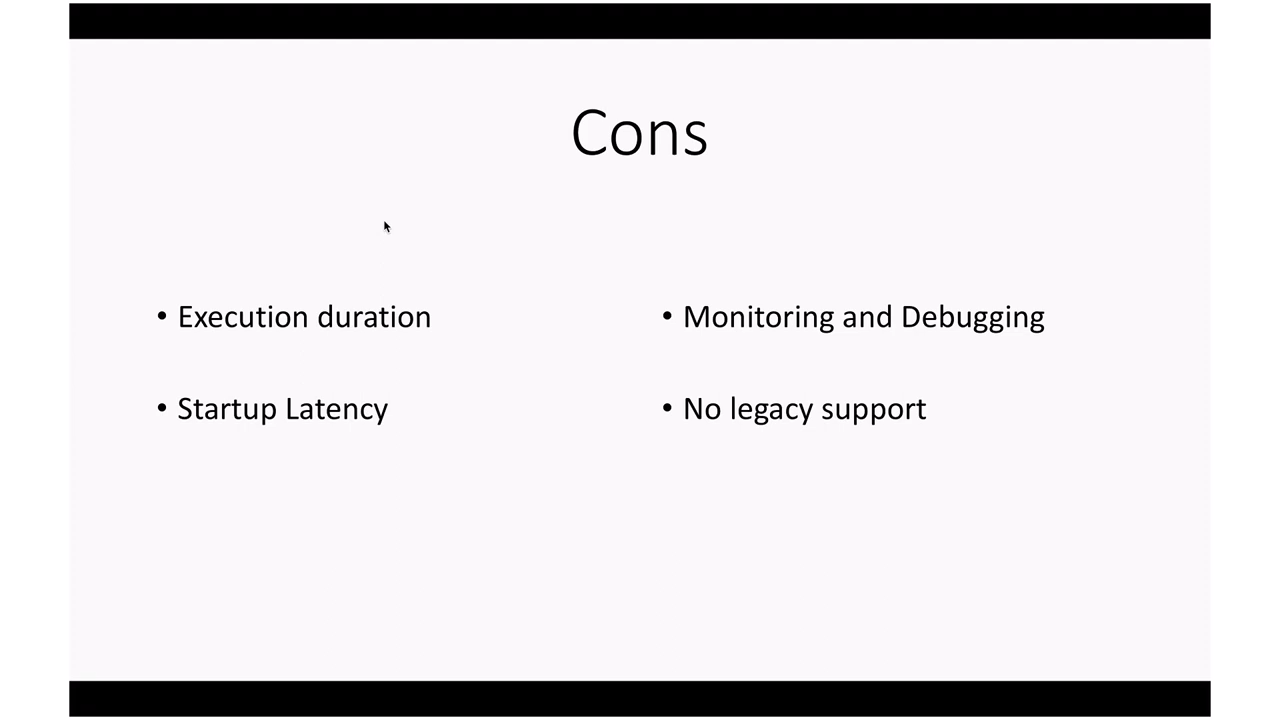 Cons
• Execution duration
• Startup Latency
• Monitoring and Debugging
• No legacy support